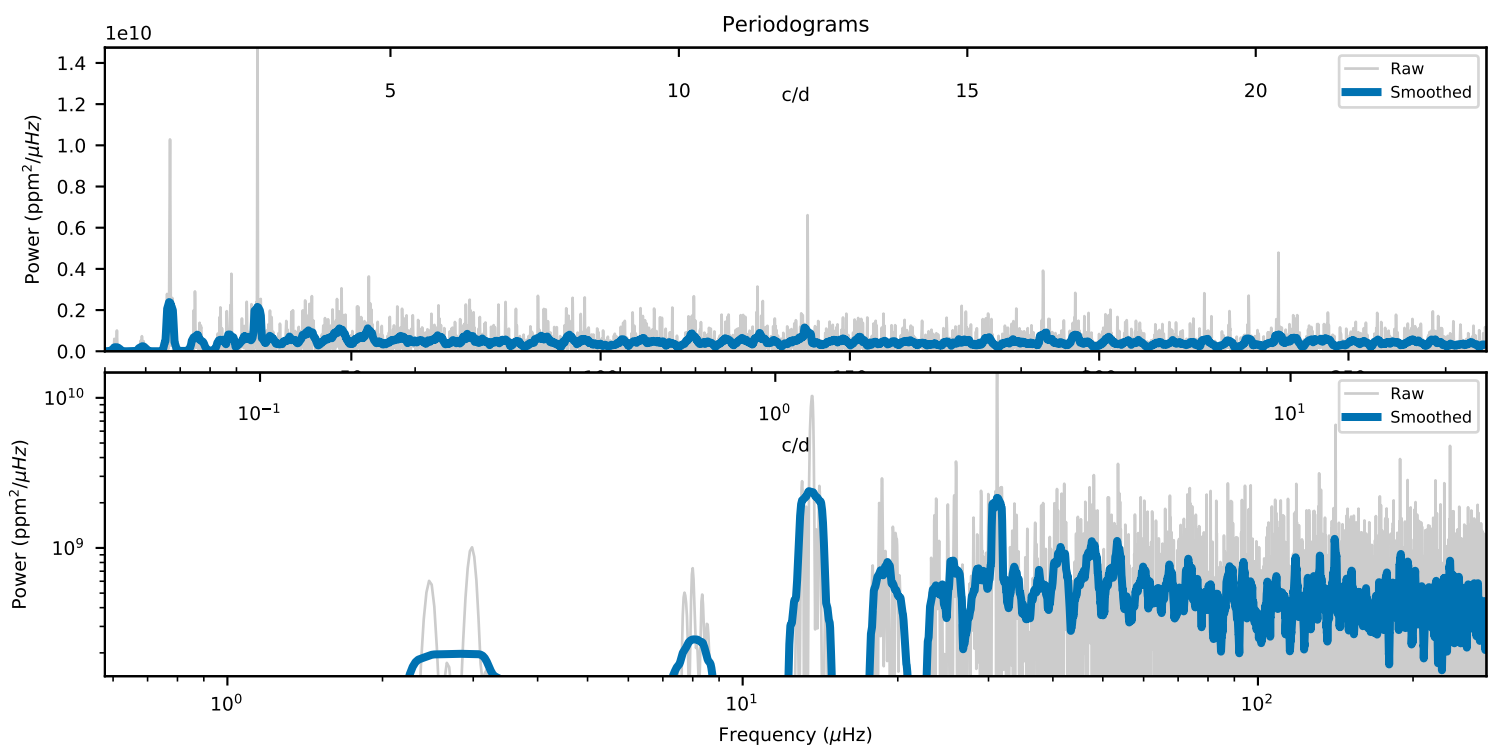 Periodograms
1e10
5 10 15 20
c/d
Raw
Smoothed
Power (ppm²/μHz)
1.4
1.2
1.0
0.8
0.6
0.4
0.2
0.0
10⁻¹ 10⁰ 10¹
c/d
Raw
Smoothed
Power (ppm²/μHz)
10¹⁰
10⁹
10⁰ 10¹ 10²
Frequency (μHz)